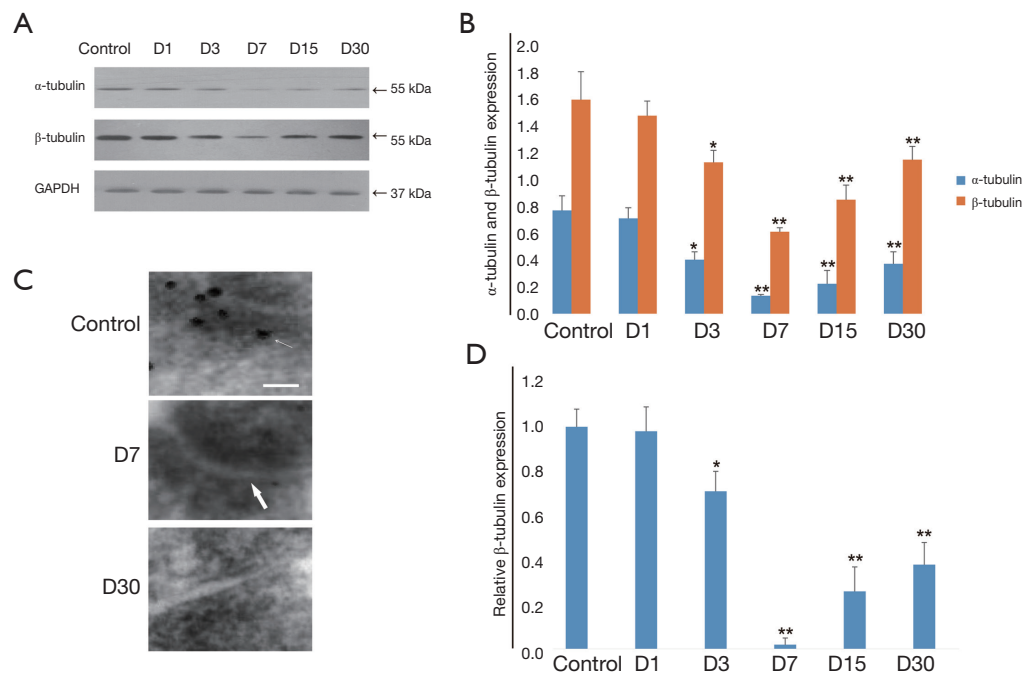 A
Control D1 D3 D7 D15 D30
α-tubulin
← 55 kDa
β-tubulin
← 55 kDa
GAPDH
← 37 kDa
B
α-tubulin and β-tubulin expression
2.0
1.8
1.6
1.4
1.2
1.0
0.8
0.6
0.4
0.2
0.0
* * ** ** ** ** ** **
Control D1 D3 D7 D15 D30
α-tubulin
β-tubulin
C
Control
D7
D30
D
Relative β-tubulin expression
1.2
1.0
0.8
0.6
0.4
0.2
0.0
* ** ** **
Control D1 D3 D7 D15 D30